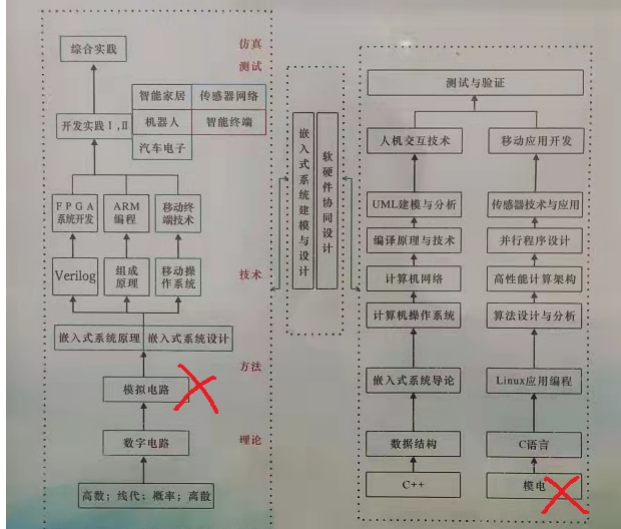 综合实践
仿真
测试
智能家居
传感器网络
开发实践Ⅰ,Ⅱ
机器人
智能终端
汽车电子
FPGA
系统开发
ARM
编程
移动终
端技术
Verilog
组成
原理
移动操
作系统
技术
嵌入式系统原理
嵌入式系统设计
方法
模拟电路
数字电路
理论
高数；线代；概率；离散
嵌入式系统建模与设计
软硬件协同设计
测试与验证
人机交互技术
移动应用开发
UML建模与分析
传感器技术与应用
编译原理与技术
并行程序设计
计算机网络
高性能计算架构
计算机操作系统
算法设计与分析
嵌入式系统导论
Linux应用编程
数据结构
C语言
C++
模电